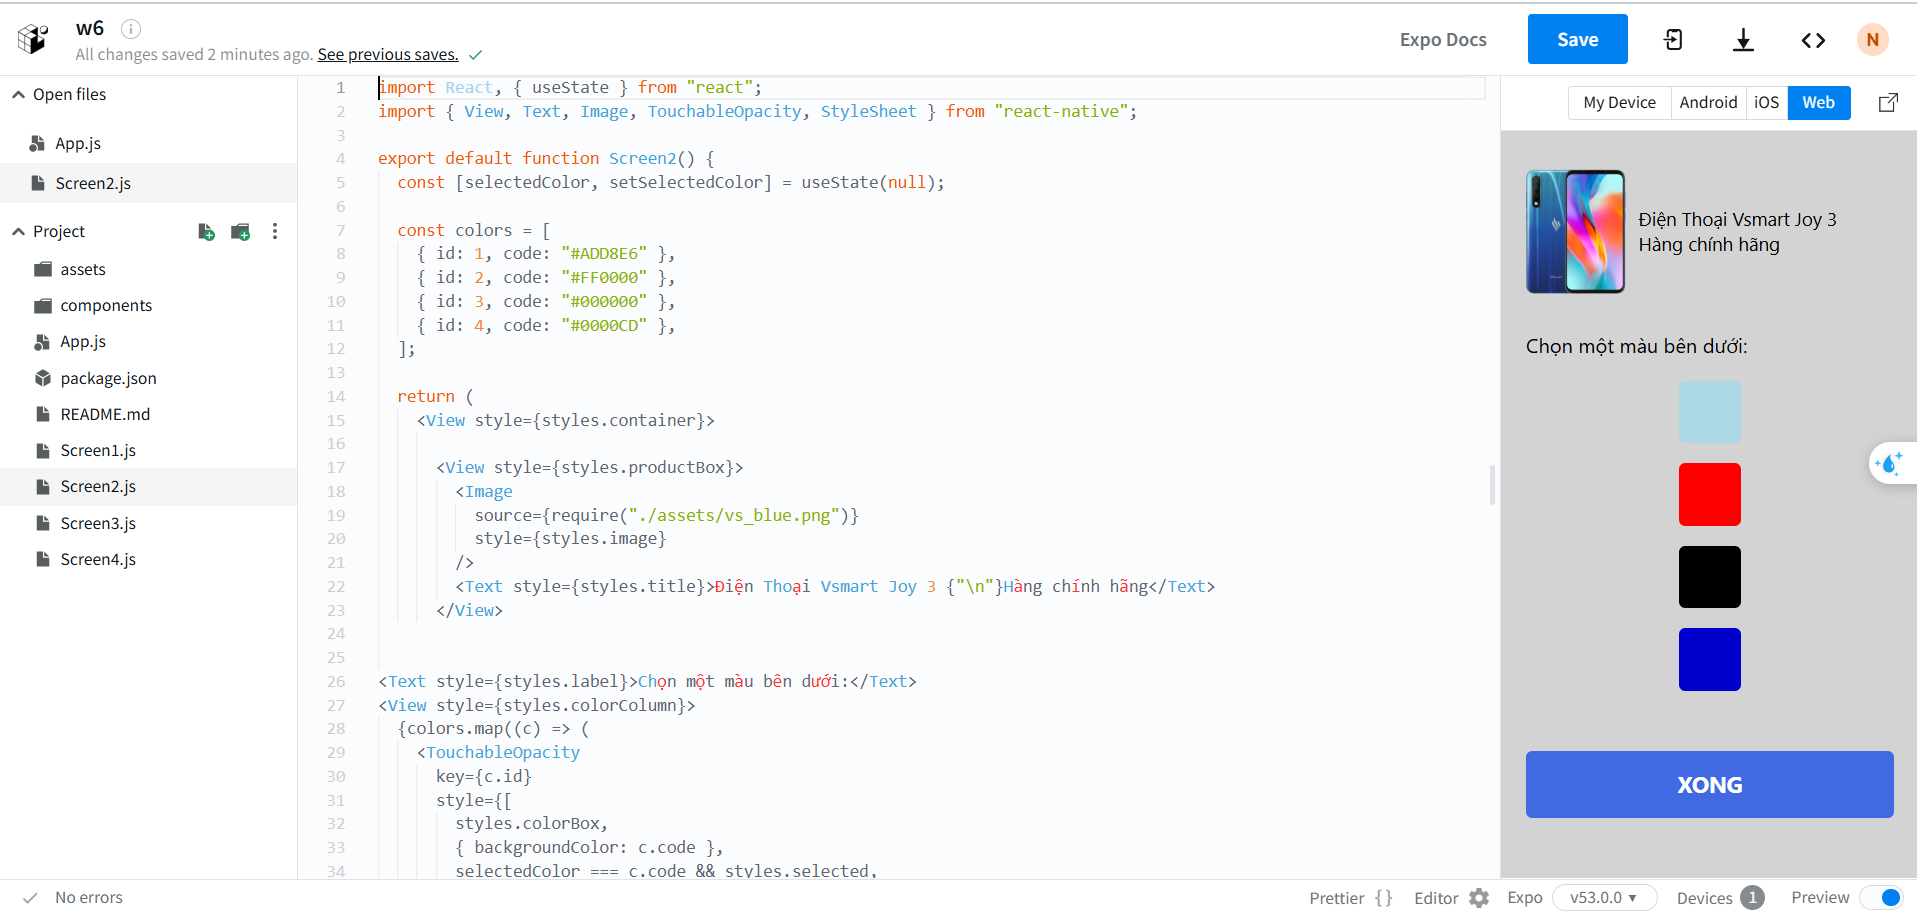 w6
All changes saved 2 minutes ago. See previous saves.
Expo Docs
Save
N
Open files
App.js
Screen2.js
Project
assets
components
App.js
package.json
README.md
Screen1.js
Screen2.js
Screen3.js
Screen4.js
1 import React, { useState } from "react";
2 import { View, Text, Image, TouchableOpacity, StyleSheet } from "react-native";
3
4 export default function Screen2() {
5 const [selectedColor, setSelectedColor] = useState(null);
6
7 const colors = [
8 { id: 1, code: "#ADD8E6" },
9 { id: 2, code: "#FF0000" },
10 { id: 3, code: "#000000" },
11 { id: 4, code: "#0000CD" },
12 ];
13
14 return (
15 <View style={styles.container}>
16
17 <View style={styles.productBox}>
18 <Image
19 source={require("./assets/vs_blue.png")}
20 style={styles.image}
21 />
22 <Text style={styles.title}>Điện Thoại Vsmart Joy 3 {"\n"}Hàng chính hãng</Text>
23 </View>
24
25
26 <Text style={styles.label}>Chọn một màu bên dưới:</Text>
27 <View style={styles.colorColumn}>
28 {colors.map((c) => (
29 <TouchableOpacity
30 key={c.id}
31 style={[
32 styles.colorBox,
33 { backgroundColor: c.code },
34 selectedColor === c.code && styles.selected,
My Device
Android
iOS
Web
Điện Thoại Vsmart Joy 3
Hàng chính hãng
Chọn một màu bên dưới:
XONG
No errors
Prettier {}
Editor
Expo
v53.0.0
Devices 1
Preview